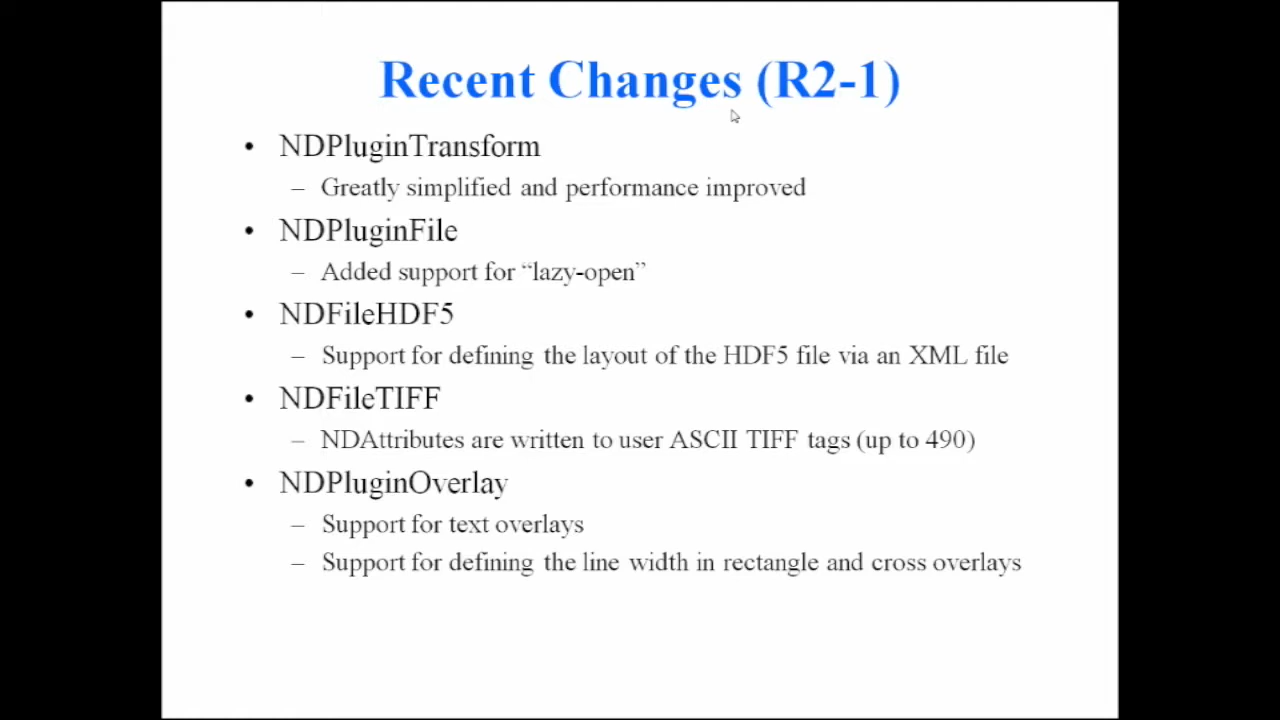 Recent Changes (R2-1)
• NDPluginTransform
– Greatly simplified and performance improved
• NDPluginFile
– Added support for “lazy-open”
• NDFileHDF5
– Support for defining the layout of the HDF5 file via an XML file
• NDFileTIFF
– NDAttributes are written to user ASCII TIFF tags (up to 490)
• NDPluginOverlay
– Support for text overlays
– Support for defining the line width in rectangle and cross overlays